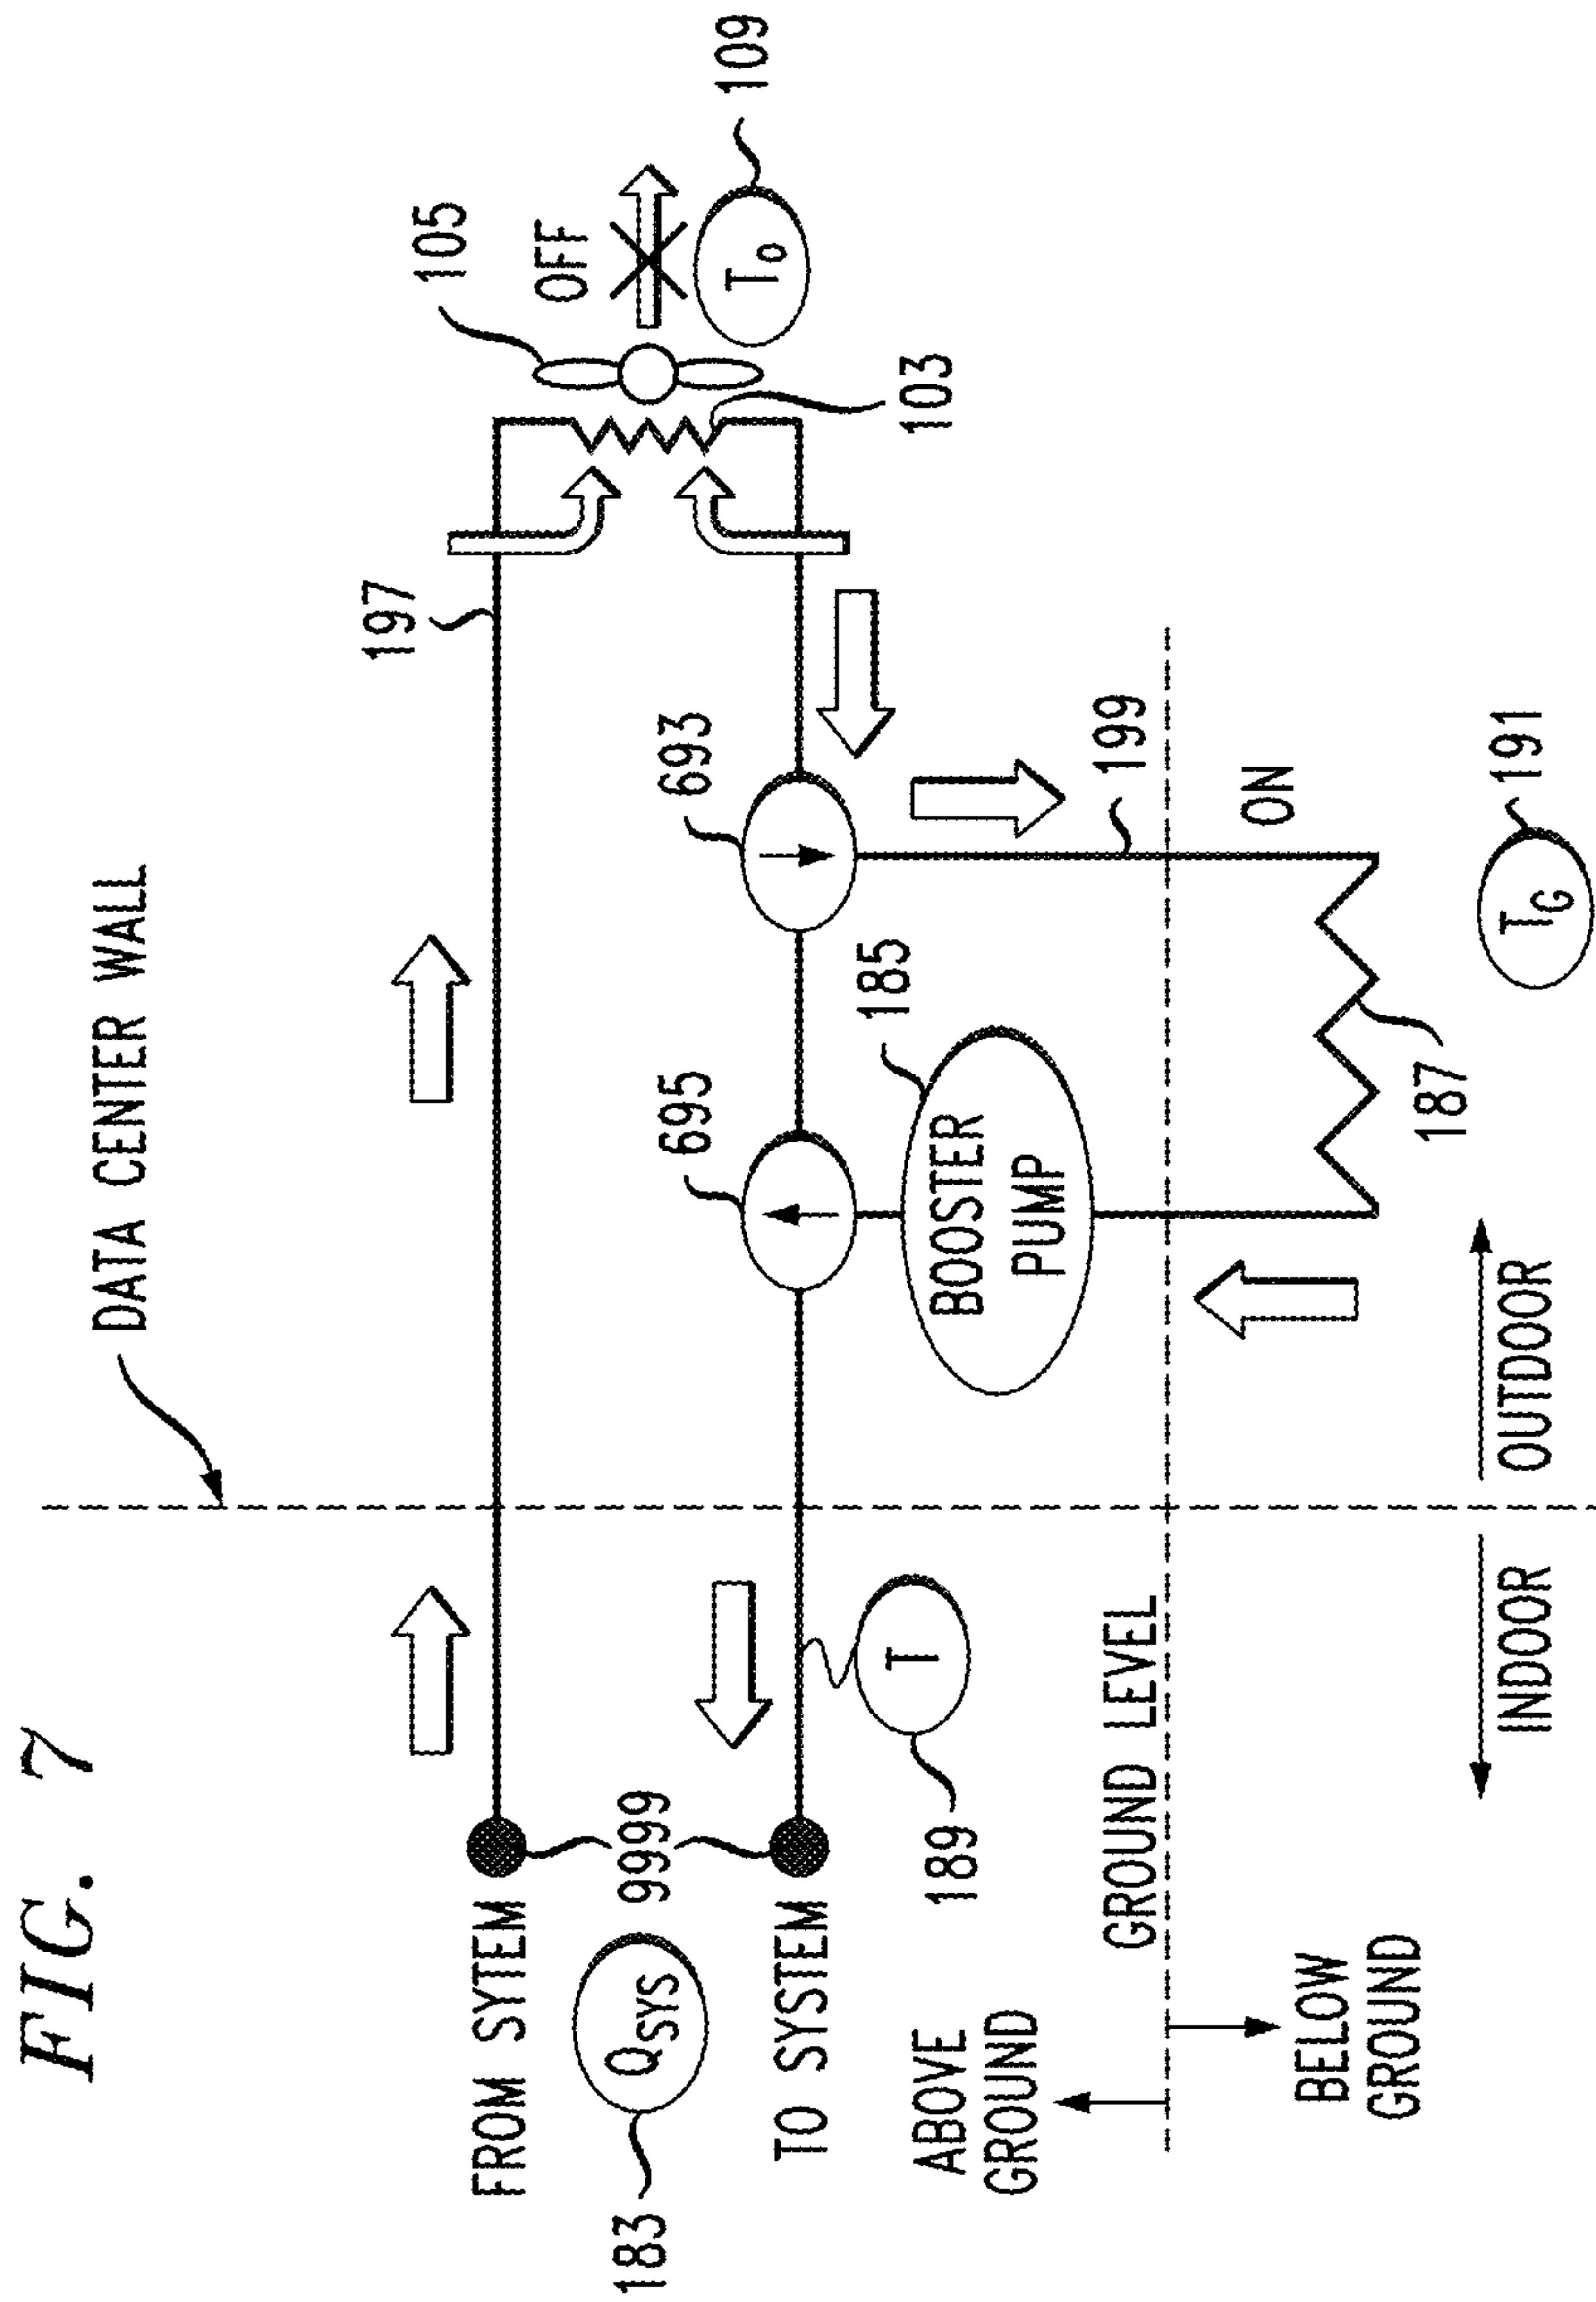 FIG. 7
DATA CENTER WALL
197
105
OFF
109
T0
103
693
695
FROM SYTEM
9999
183
QSYS
TO SYSTEM
T
189
185
BOOSTER
PUMP
199
ABOVE
GROUND
GROUND LEVEL
BELOW
GROUND
ON
187
191
TG
INDOOR
OUTDOOR